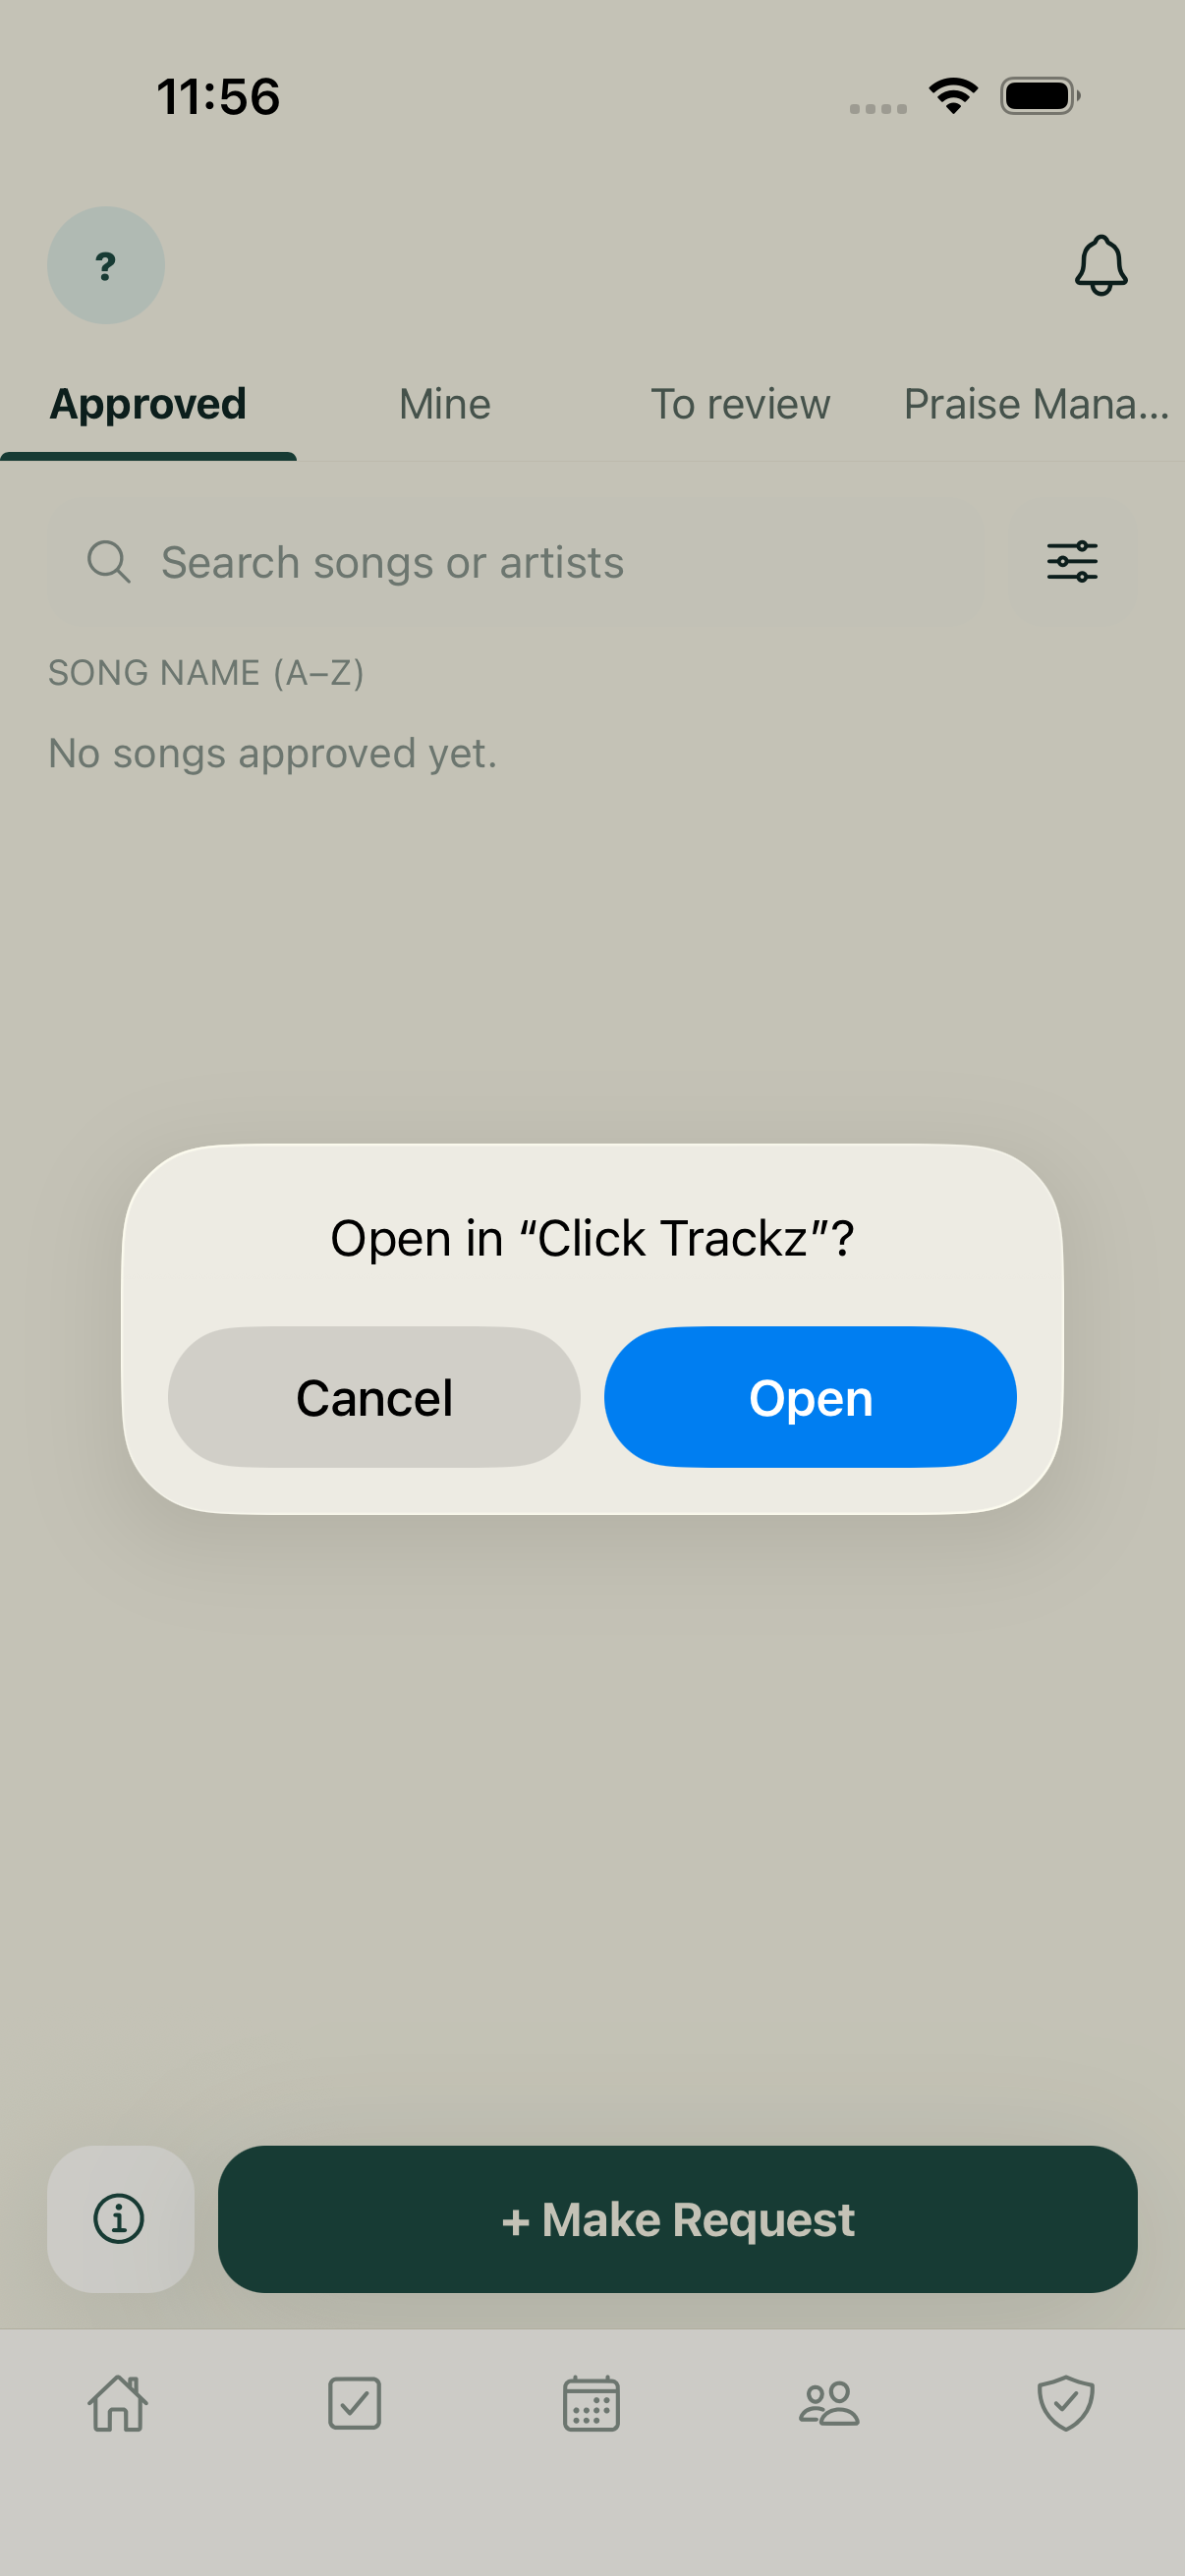 11:56
?
Approved Mine To review Praise Mana...
Search songs or artists
SONG NAME (A–Z)
No songs approved yet.
Open in “Click Trackz”?
Cancel Open
+ Make Request